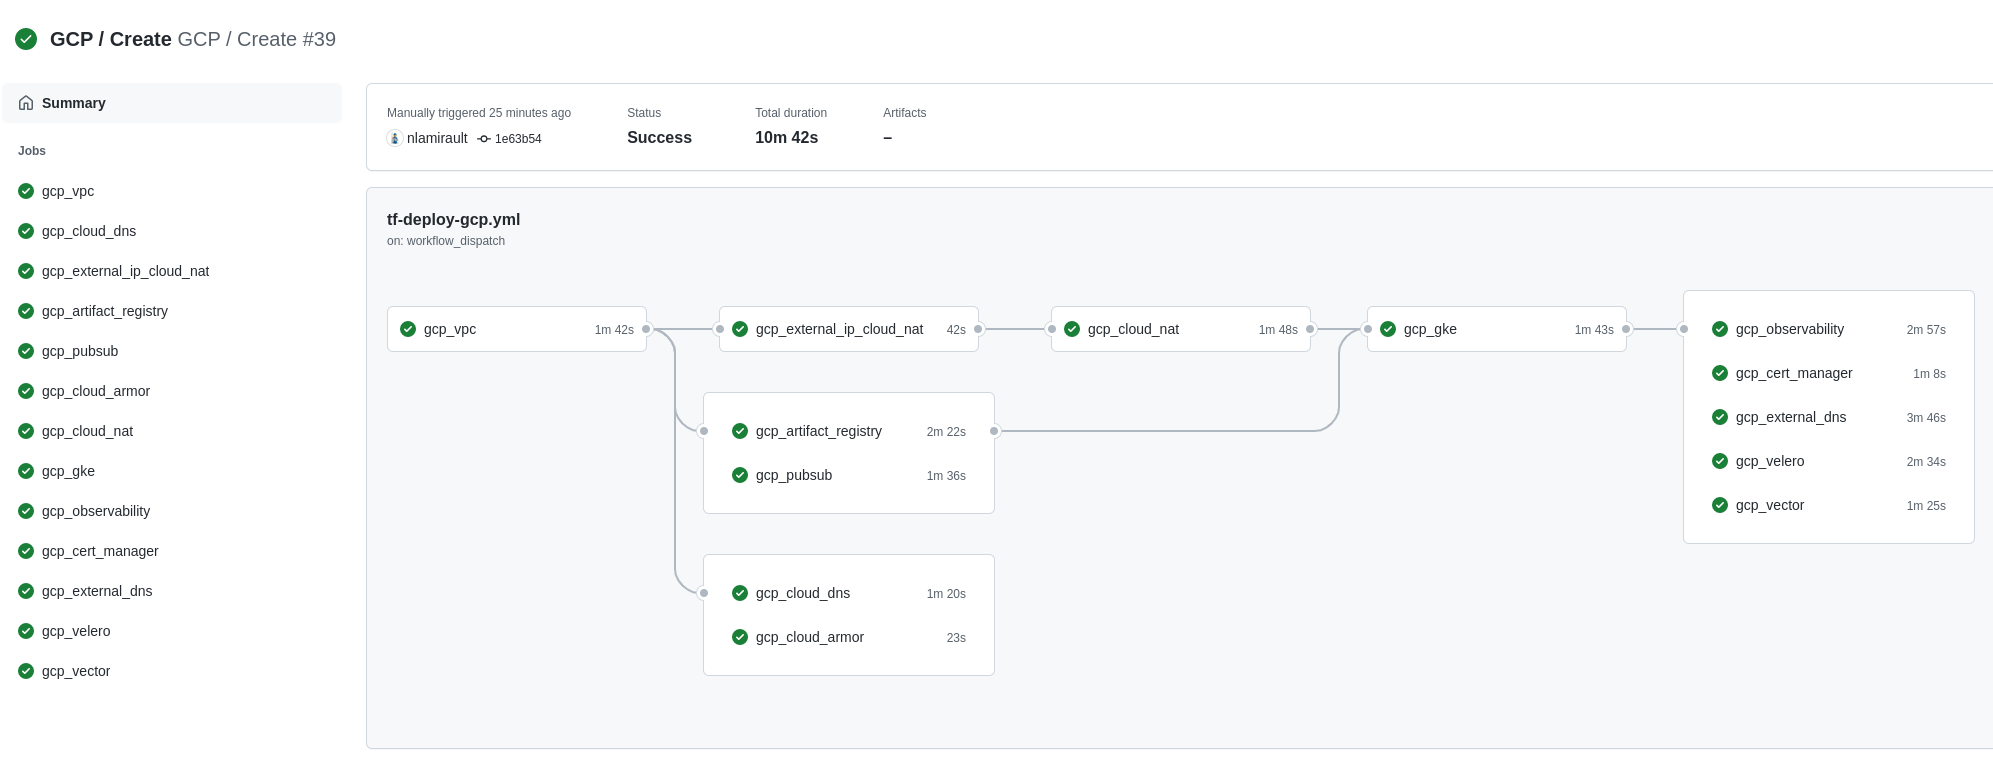 GCP / Create GCP / Create #39
Summary
Jobs
gcp_vpc
gcp_cloud_dns
gcp_external_ip_cloud_nat
gcp_artifact_registry
gcp_pubsub
gcp_cloud_armor
gcp_cloud_nat
gcp_gke
gcp_observability
gcp_cert_manager
gcp_external_dns
gcp_velero
gcp_vector
Manually triggered 25 minutes ago
nlamirault 1e63b54
Status
Success
Total duration
10m 42s
Artifacts
–
tf-deploy-gcp.yml
on: workflow_dispatch
gcp_vpc 1m 42s
gcp_external_ip_cloud_nat 42s
gcp_cloud_nat 1m 48s
gcp_gke 1m 43s
gcp_artifact_registry 2m 22s
gcp_pubsub 1m 36s
gcp_cloud_dns 1m 20s
gcp_cloud_armor 23s
gcp_observability 2m 57s
gcp_cert_manager 1m 8s
gcp_external_dns 3m 46s
gcp_velero 2m 34s
gcp_vector 1m 25s